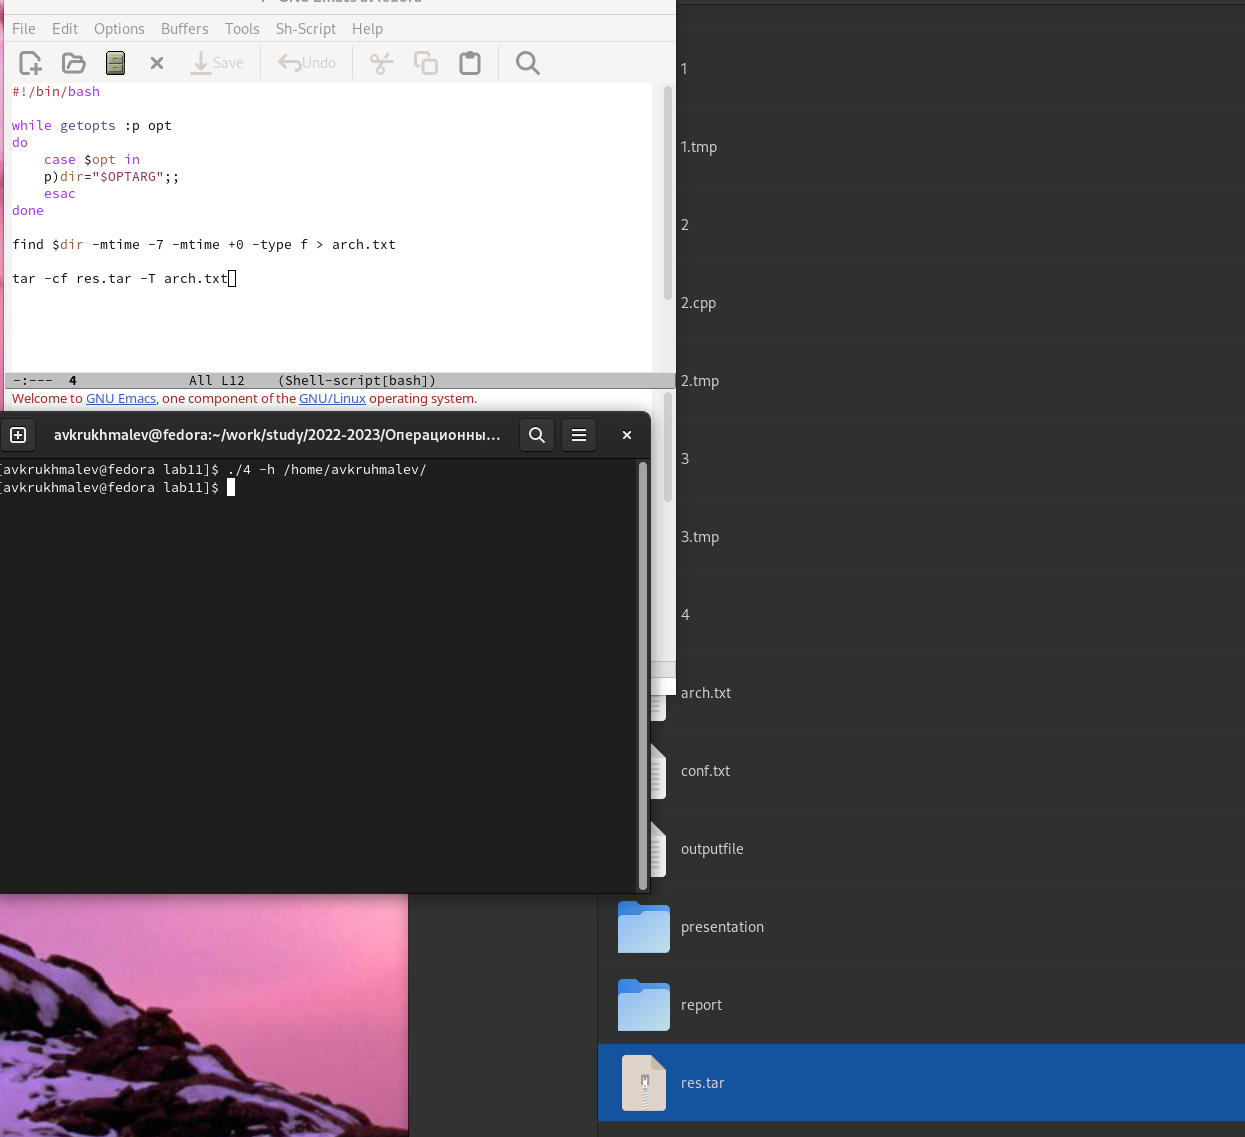 File Edit Options Buffers Tools Sh-Script Help
Save Undo
#!/bin/bash
while getopts :p opt
do
case $opt in
p)dir="$OPTARG";;
esac
done
find $dir -mtime -7 -mtime +0 -type f > arch.txt
tar -cf res.tar -T arch.txt
-:--- 4 All L12 (Shell-script[bash])
Welcome to GNU Emacs, one component of the GNU/Linux operating system.
avkrukhmalev@fedora:~/work/study/2022-2023/Операционны...
[avkrukhmalev@fedora lab11]$ ./4 -h /home/avkruhmalev/
[avkrukhmalev@fedora lab11]$
1
1.tmp
2
2.cpp
2.tmp
3
3.tmp
4
arch.txt
conf.txt
outputfile
presentation
report
res.tar